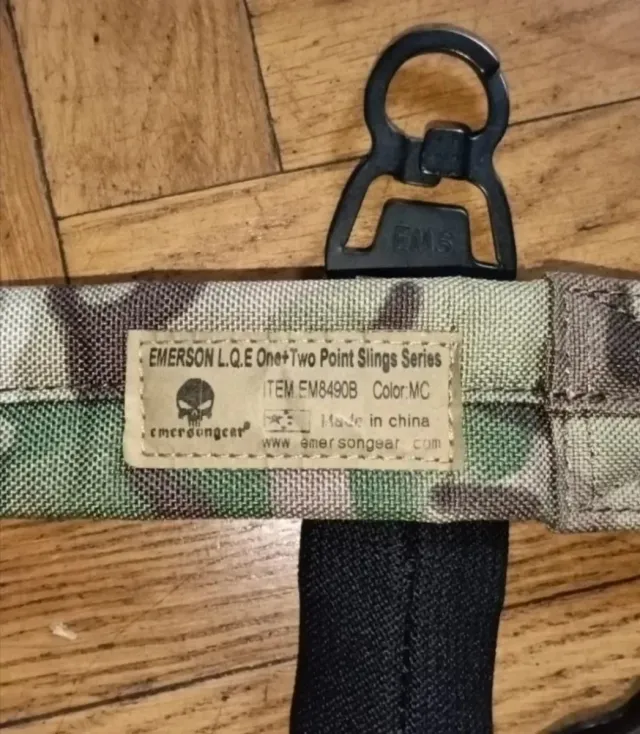 EMS
EMERSON L.Q.E One+Two Point Slings Series
ITEM.EM8490B Color:MC
emersongear®
Made in china
www.emersongear.com